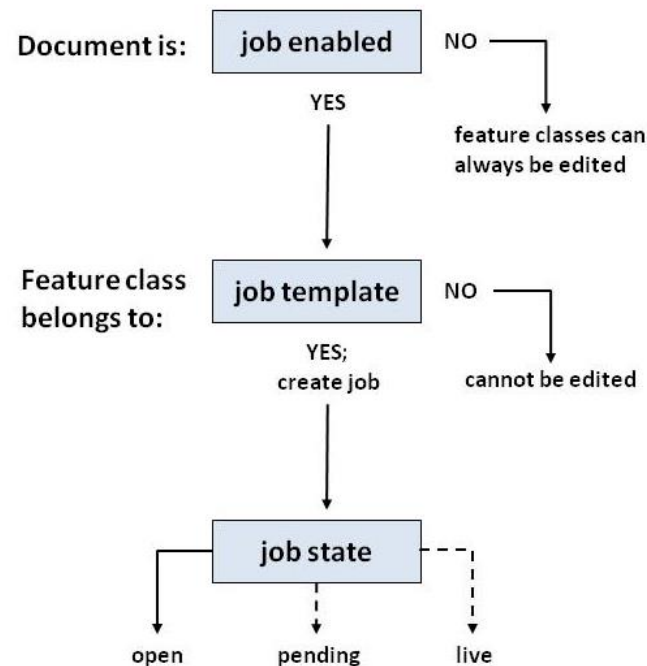 Document is:
job enabled
NO
YES
feature classes can
always be edited
Feature class
belongs to:
job template
NO
YES;
create job
cannot be edited
job state
open
pending
live